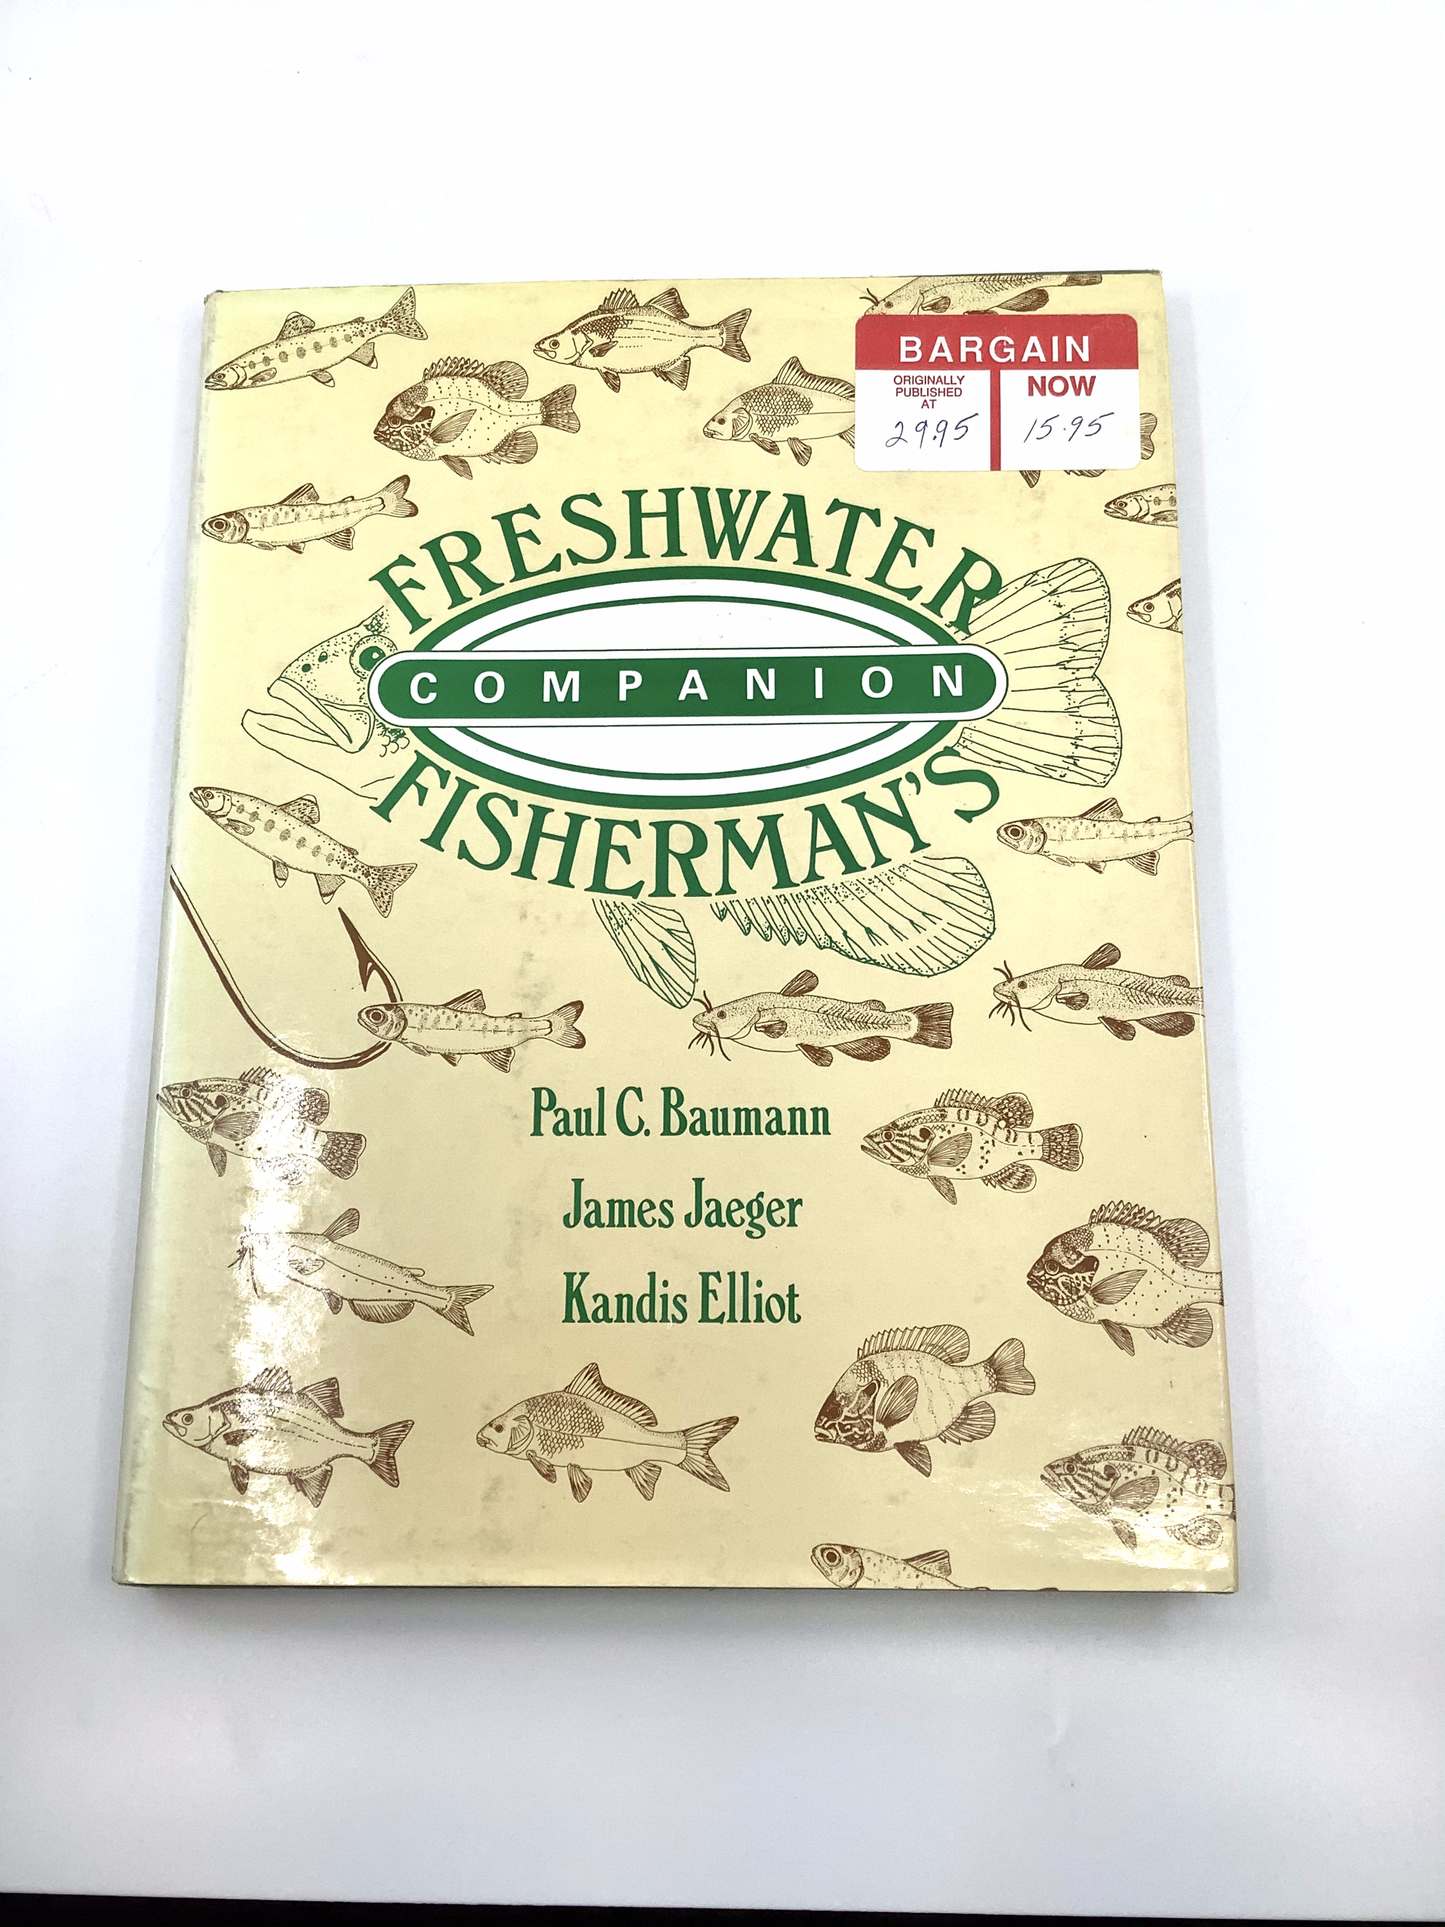 BARGAIN
ORIGINALLY
PUBLISHED
AT
29.95
NOW
15.95
FRESHWATER
COMPANION
FISHERMAN'S
Paul C. Baumann
James Jaeger
Kandis Elliot